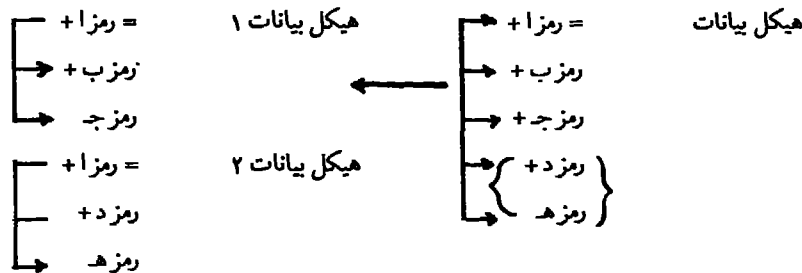 هيكل بيانات = رمز ا +
رمز ب +
رمز جـ +
{ رمز د +
رمز هـ }
هيكل بيانات ١ = رمز ا +
رمز ب +
رمز جـ
هيكل بيانات ٢ = رمز ا +
رمز د +
رمز هـ